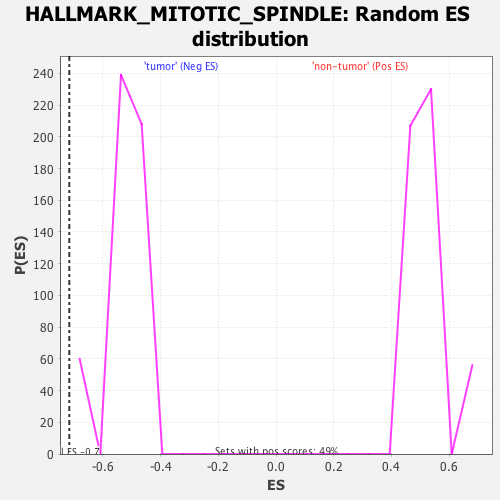 HALLMARK_MITOTIC_SPINDLE: Random ES
distribution
'tumor' (Neg ES)
'non-tumor' (Pos ES)
240
220
200
180
160
140
120
100
80
60
40
20
0
P(ES)
ES -0.7
Sets with pos scores: 49%
-0.6
-0.4
-0.2
0.0
0.2
0.4
0.6
ES